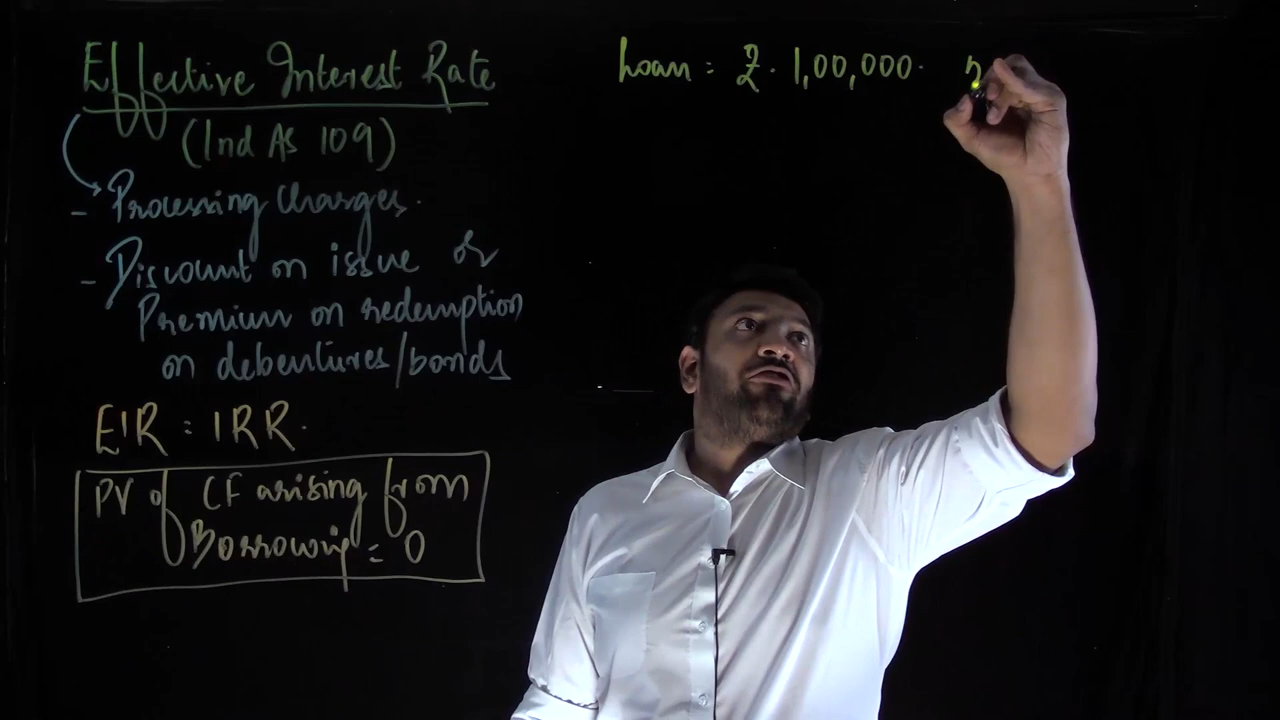 Effective Interest Rate
(Ind AS 109)
- Processing Charges.
- Discount on issue or
Premium on redemption
on debentures/bonds
EIR = IRR.
PV of CF arising from
Borrowing = 0
Loan = ₹. 1,00,000.